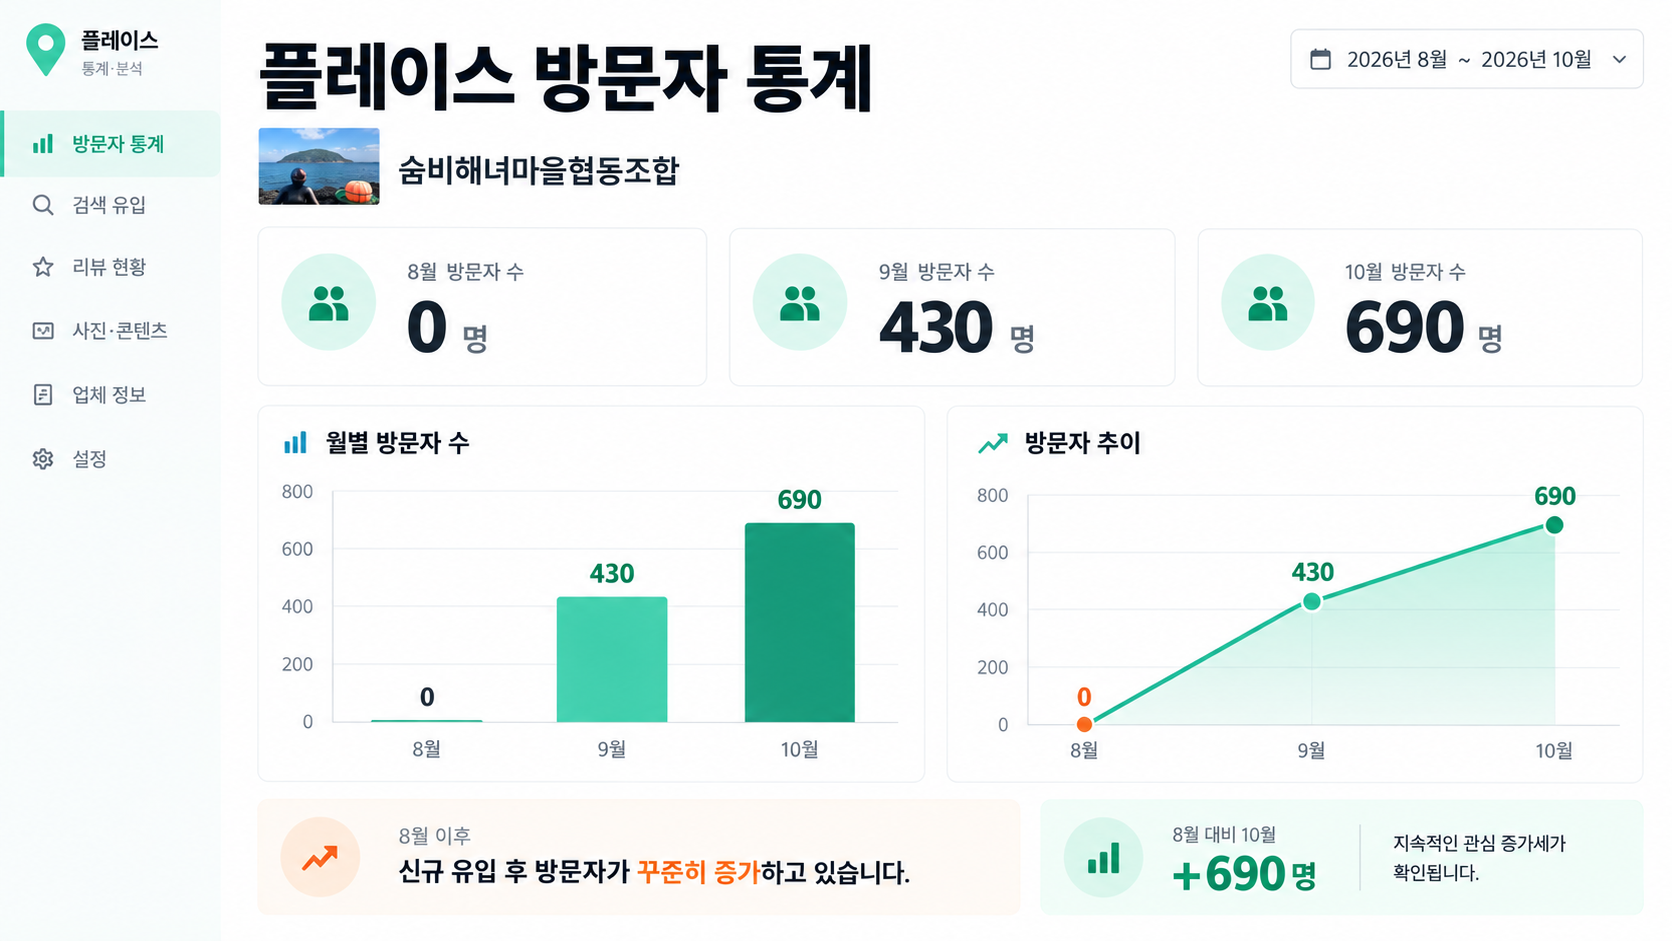 플레이스
통계·분석
방문자 통계
검색 유입
리뷰 현황
사진·콘텐츠
업체 정보
설정
플레이스 방문자 통계
2026년 8월 ~ 2026년 10월
숨비해녀마을협동조합
8월 방문자 수
0 명
9월 방문자 수
430 명
10월 방문자 수
690 명
월별 방문자 수
800
600
400
200
0
0
430
690
8월
9월
10월
방문자 추이
800
600
400
200
0
0
430
690
8월
9월
10월
8월 이후
신규 유입 후 방문자가 꾸준히 증가하고 있습니다.
8월 대비 10월
+690 명
지속적인 관심 증가세가
확인됩니다.